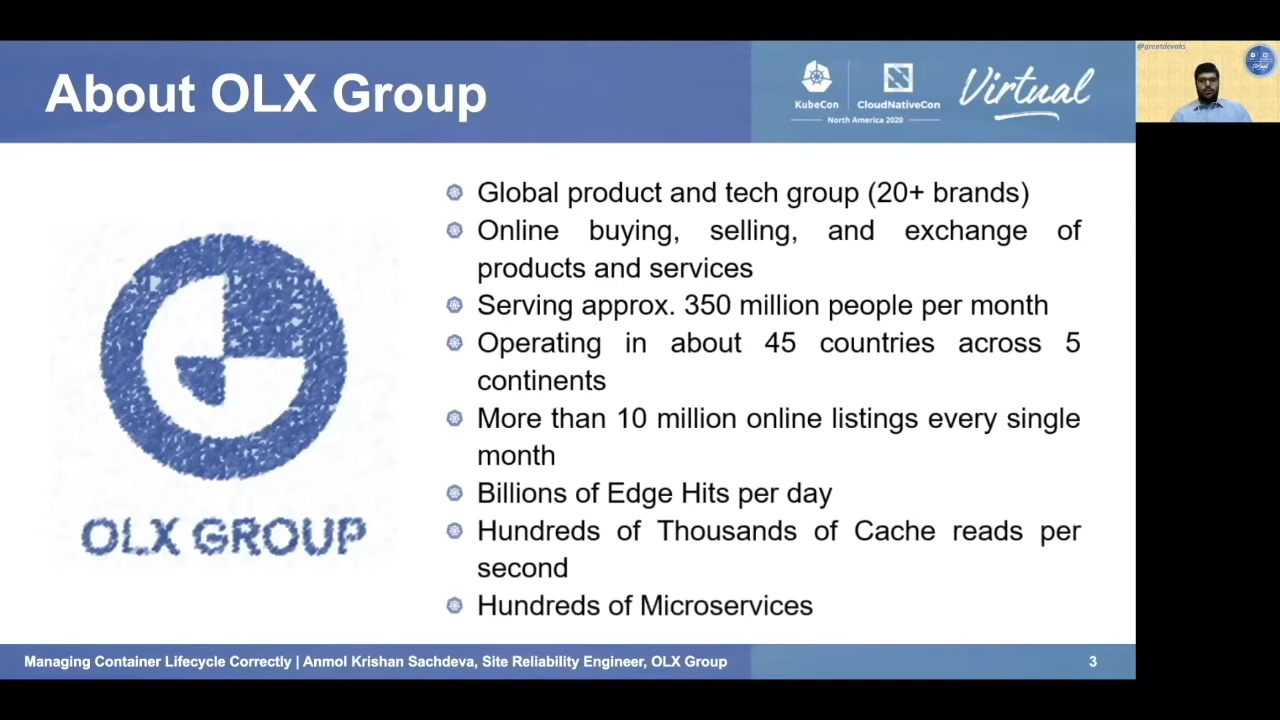 About OLX Group
KubeCon
CloudNativeCon
North America 2020
Virtual
@greatdevaks
Global product and tech group (20+ brands)
Online buying, selling, and exchange of
products and services
Serving approx. 350 million people per month
Operating in about 45 countries across 5
continents
More than 10 million online listings every single
month
Billions of Edge Hits per day
Hundreds of Thousands of Cache reads per
second
Hundreds of Microservices
OLX GROUP
Managing Container Lifecycle Correctly | Anmol Krishan Sachdeva, Site Reliability Engineer, OLX Group
3